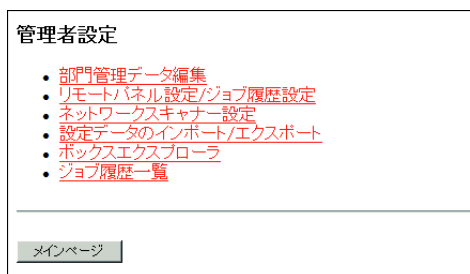 管理者設定
部門管理データ編集
リモートパネル設定/ジョブ履歴設定
ネットワークスキャナー設定
設定データのインポート/エクスポート
ボックスエクスプローラ
ジョブ履歴一覧
メインページ